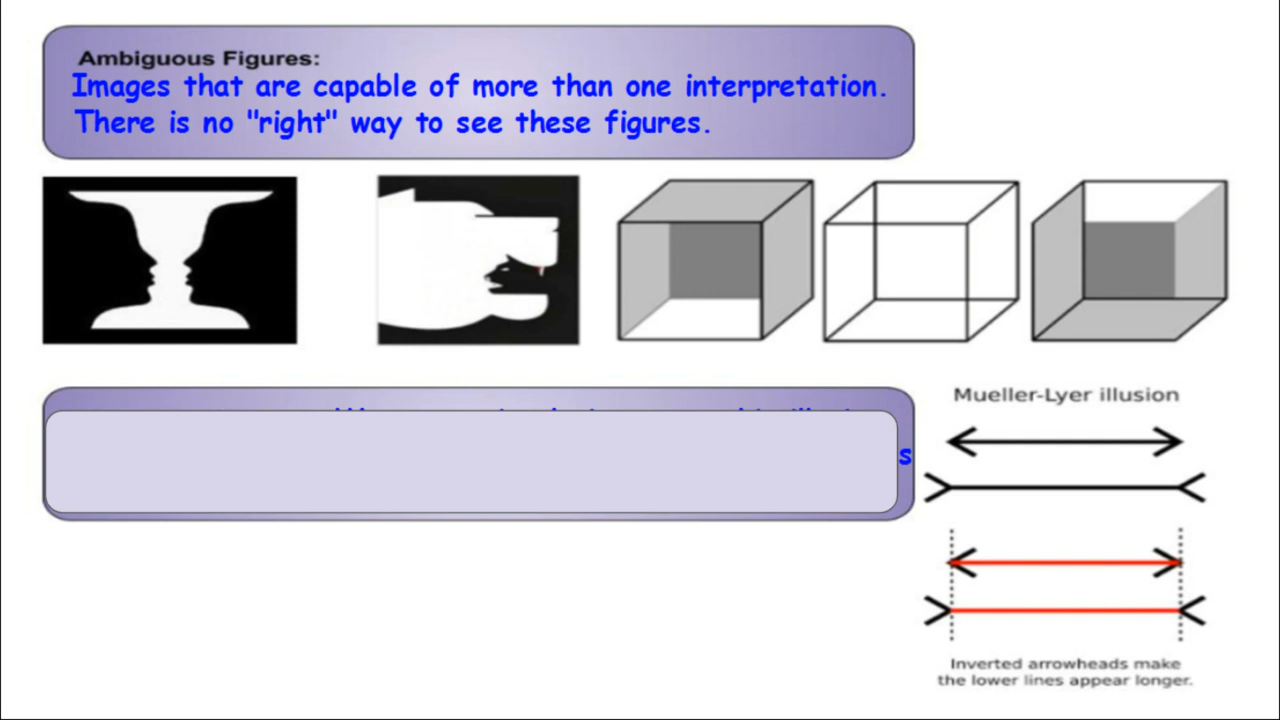 Ambiguous Figures:
Images that are capable of more than one interpretation.
There is no "right" way to see these figures.
s
Mueller-Lyer illusion
Inverted arrowheads make
the lower lines appear longer.